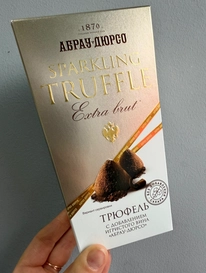 1870
АБРАУ-ДЮРСО
SPARKLING
TRUFFLE
Extra brut
ТРЮФЕЛЬ
С ДОБАВЛЕНИЕМ
ИГРИСТОГО ВИНА
«АБРАУ-ДЮРСО»